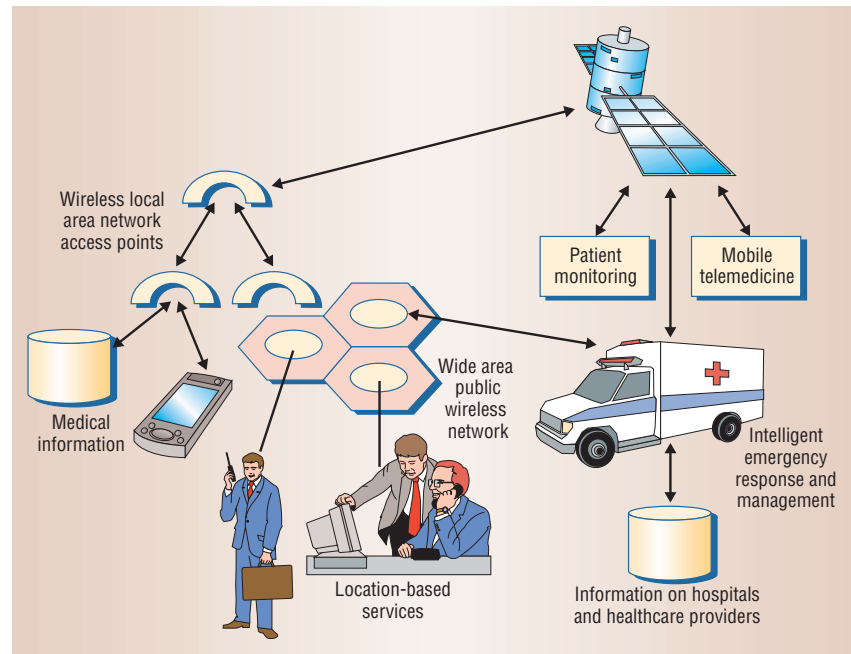 Wireless local
area network
access points
Patient
monitoring
Mobile
telemedicine
Medical
information
Wide area
public
wireless
network
Intelligent
emergency
response and
management
Location-based
services
Information on hospitals
and healthcare providers